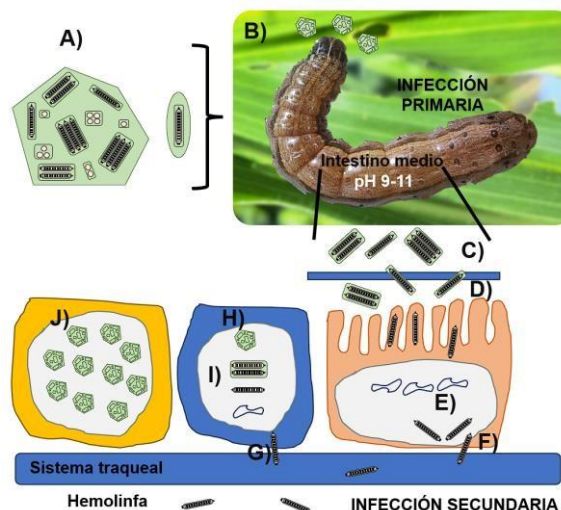 A)
B)
INFECCIÓN
PRIMARIA
Intestino medio
pH 9-11
C)
D)
J)
H)
I)
E)
G)
F)
Sistema traqueal
Hemolinfa
INFECCIÓN SECUNDARIA